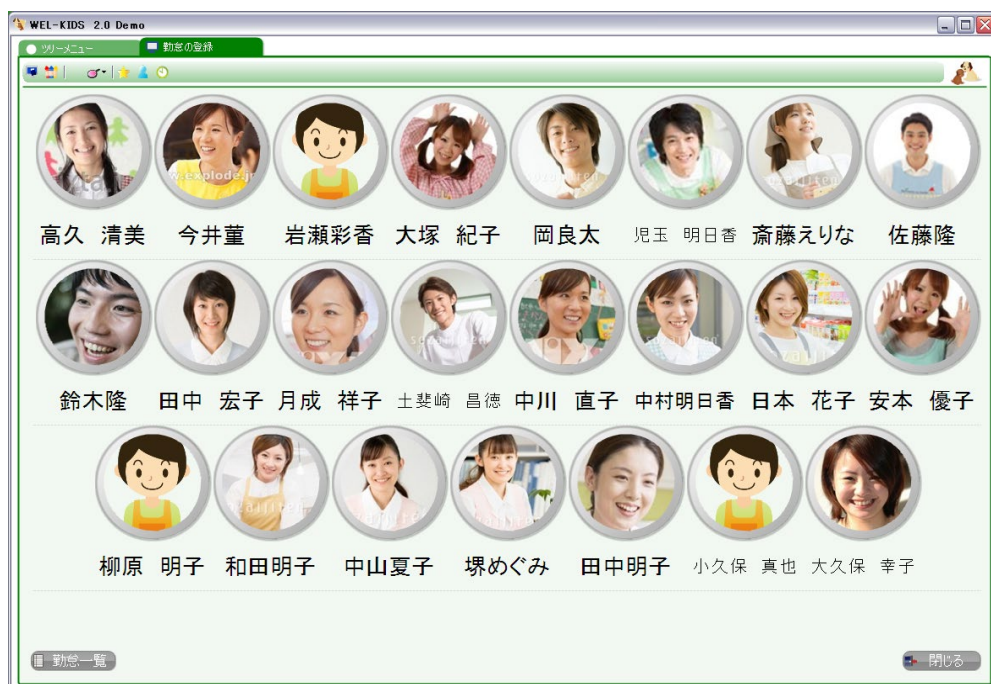 WEL-KIDS 2.0 Demo
ツリーメニュー 勤怠の登録
高久 清美 今井菫 岩瀬彩香 大塚 紀子 岡良太 児玉 明日香 斎藤えりな 佐藤隆
鈴木隆 田中 宏子 月成 祥子 土斐崎 昌徳 中川 直子 中村明日香 日本 花子 安本 優子
柳原 明子 和田明子 中山夏子 堺めぐみ 田中明子 小久保 真也 大久保 幸子
勤怠一覧 閉じる